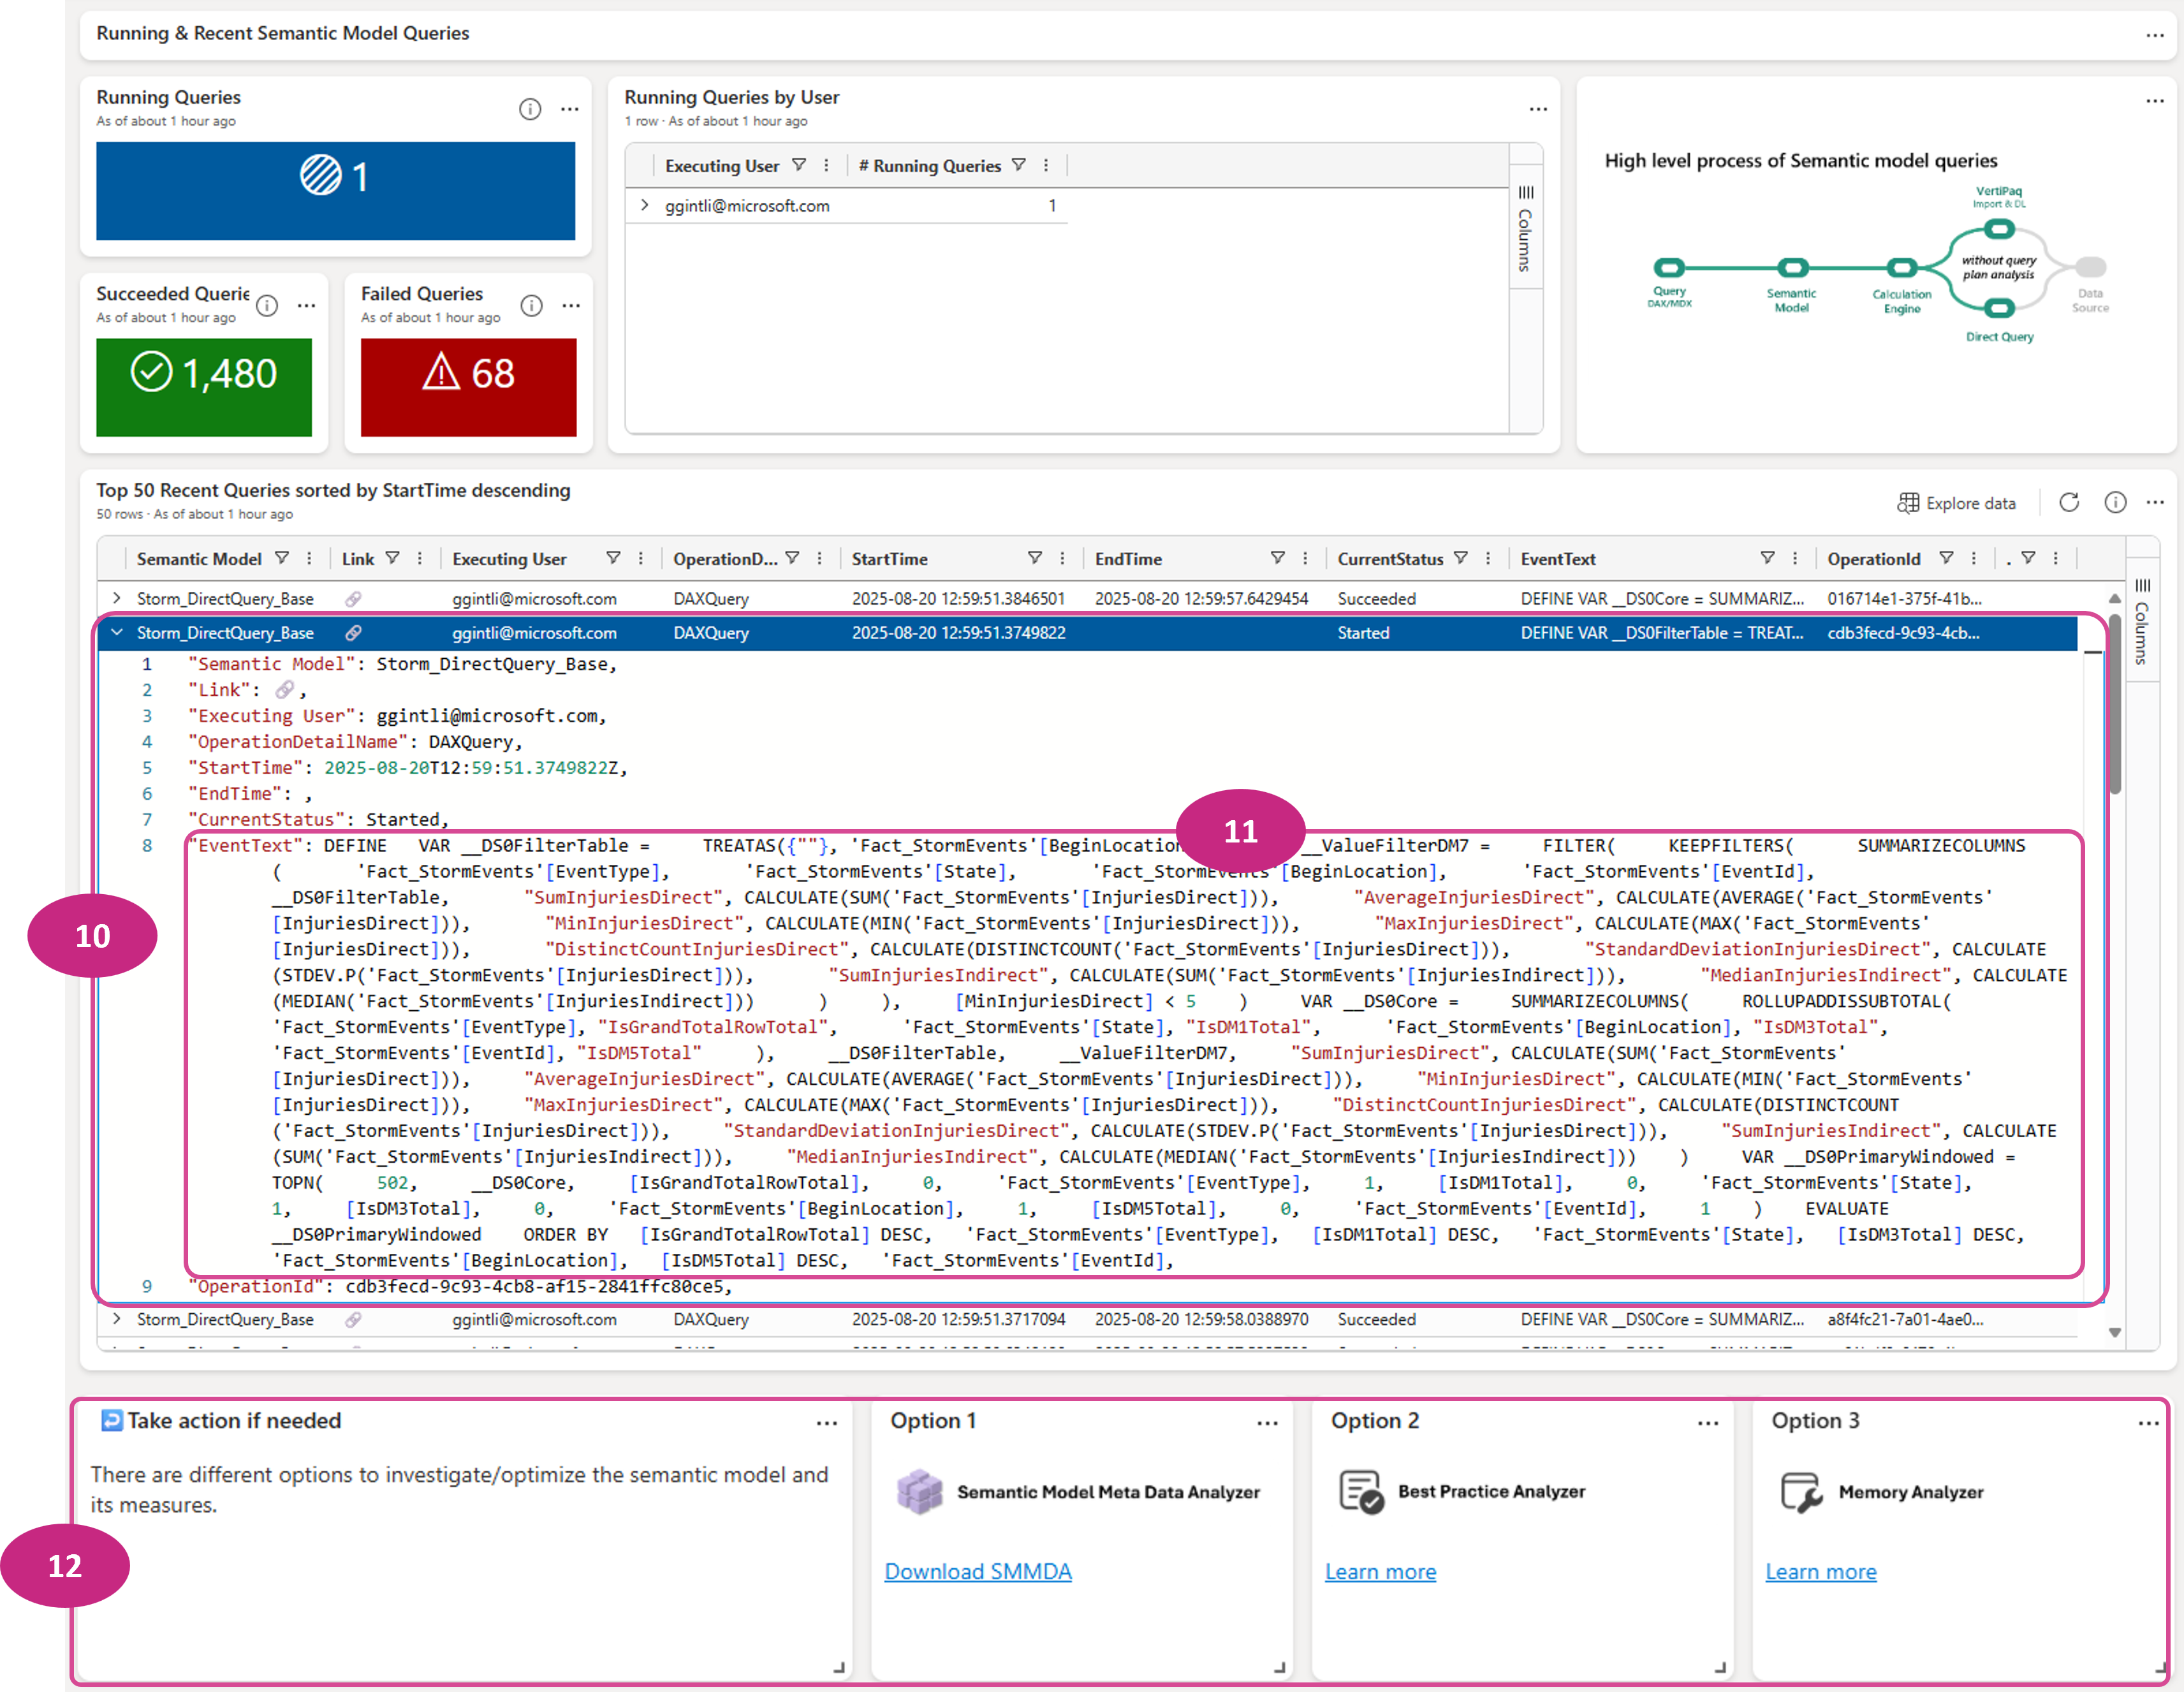 Running & Recent Semantic Model Queries
Running Queries
As of about 1 hour ago
1
Running Queries by User
1 row · As of about 1 hour ago
Executing User # Running Queries
ggintli@microsoft.com 1
Columns
High level process of Semantic model queries
VertiPaq
Import & DL
without query
plan analysis
Query
DAX/MDX
Semantic
Model
Calculation
Engine
Data
Source
Direct Query
Succeeded Querie
As of about 1 hour ago
1,480
Failed Queries
As of about 1 hour ago
68
Top 50 Recent Queries sorted by StartTime descending
50 rows · As of about 1 hour ago
Explore data
Semantic Model Link Executing User OperationD... StartTime EndTime CurrentStatus EventText OperationId .
Columns
Storm_DirectQuery_Base ggintli@microsoft.com DAXQuery 2025-08-20 12:59:51.3846501 2025-08-20 12:59:57.6429454 Succeeded DEFINE VAR __DS0Core = SUMMARIZ... 016714e1-375f-41b...
Storm_DirectQuery_Base ggintli@microsoft.com DAXQuery 2025-08-20 12:59:51.3749822 Started DEFINE VAR __DS0FilterTable = TREAT... cdb3fecd-9c93-4cb...
1 "Semantic Model": Storm_DirectQuery_Base,
2 "Link": ,
3 "Executing User": ggintli@microsoft.com,
4 "OperationDetailName": DAXQuery,
5 "StartTime": 2025-08-20T12:59:51.3749822Z,
6 "EndTime": ,
7 "CurrentStatus": Started,
8 "EventText": DEFINE VAR __DS0FilterTable = TREATAS({""}, 'Fact_StormEvents'[BeginLocation __ValueFilterDM7 = FILTER( KEEPFILTERS( SUMMARIZECOLUMNS
( 'Fact_StormEvents'[EventType], 'Fact_StormEvents'[State], 'Fact_StormEvents'[BeginLocation], 'Fact_StormEvents'[EventId],
__DS0FilterTable, "SumInjuriesDirect", CALCULATE(SUM('Fact_StormEvents'[InjuriesDirect])), "AverageInjuriesDirect", CALCULATE(AVERAGE('Fact_StormEvents'
[InjuriesDirect])), "MinInjuriesDirect", CALCULATE(MIN('Fact_StormEvents'[InjuriesDirect])), "MaxInjuriesDirect", CALCULATE(MAX('Fact_StormEvents'
[InjuriesDirect])), "DistinctCountInjuriesDirect", CALCULATE(DISTINCTCOUNT('Fact_StormEvents'[InjuriesDirect])), "StandardDeviationInjuriesDirect", CALCULATE
(STDEV.P('Fact_StormEvents'[InjuriesDirect])), "SumInjuriesIndirect", CALCULATE(SUM('Fact_StormEvents'[InjuriesIndirect])), "MedianInjuriesIndirect", CALCULATE
(MEDIAN('Fact_StormEvents'[InjuriesIndirect])) ) ), [MinInjuriesDirect] < 5 ) VAR __DS0Core = SUMMARIZECOLUMNS( ROLLUPADDISSUBTOTAL(
'Fact_StormEvents'[EventType], "IsGrandTotalRowTotal", 'Fact_StormEvents'[State], "IsDM1Total", 'Fact_StormEvents'[BeginLocation], "IsDM3Total",
'Fact_StormEvents'[EventId], "IsDM5Total" ), __DS0FilterTable, __ValueFilterDM7, "SumInjuriesDirect", CALCULATE(SUM('Fact_StormEvents'
[InjuriesDirect])), "AverageInjuriesDirect", CALCULATE(AVERAGE('Fact_StormEvents'[InjuriesDirect])), "MinInjuriesDirect", CALCULATE(MIN('Fact_StormEvents'
[InjuriesDirect])), "MaxInjuriesDirect", CALCULATE(MAX('Fact_StormEvents'[InjuriesDirect])), "DistinctCountInjuriesDirect", CALCULATE(DISTINCTCOUNT
('Fact_StormEvents'[InjuriesDirect])), "StandardDeviationInjuriesDirect", CALCULATE(STDEV.P('Fact_StormEvents'[InjuriesDirect])), "SumInjuriesIndirect", CALCULATE
(SUM('Fact_StormEvents'[InjuriesIndirect])), "MedianInjuriesIndirect", CALCULATE(MEDIAN('Fact_StormEvents'[InjuriesIndirect])) ) VAR __DS0PrimaryWindowed =
TOPN( 502, __DS0Core, [IsGrandTotalRowTotal], 0, 'Fact_StormEvents'[EventType], 1, [IsDM1Total], 0, 'Fact_StormEvents'[State],
1, [IsDM3Total], 0, 'Fact_StormEvents'[BeginLocation], 1, [IsDM5Total], 0, 'Fact_StormEvents'[EventId], 1 ) EVALUATE
__DS0PrimaryWindowed ORDER BY [IsGrandTotalRowTotal] DESC, 'Fact_StormEvents'[EventType], [IsDM1Total] DESC, 'Fact_StormEvents'[State], [IsDM3Total] DESC,
'Fact_StormEvents'[BeginLocation], [IsDM5Total] DESC, 'Fact_StormEvents'[EventId],
9 "OperationId": cdb3fecd-9c93-4cb8-af15-2841ffc80ce5,
Storm_DirectQuery_Base ggintli@microsoft.com DAXQuery 2025-08-20 12:59:51.3717094 2025-08-20 12:59:58.0388970 Succeeded DEFINE VAR __DS0Core = SUMMARIZ... a8f4fc21-7a01-4ae0...
10
11
12
Take action if needed
There are different options to investigate/optimize the semantic model and
its measures.
Option 1
Semantic Model Meta Data Analyzer
Download SMMDA
Option 2
Best Practice Analyzer
Learn more
Option 3
Memory Analyzer
Learn more